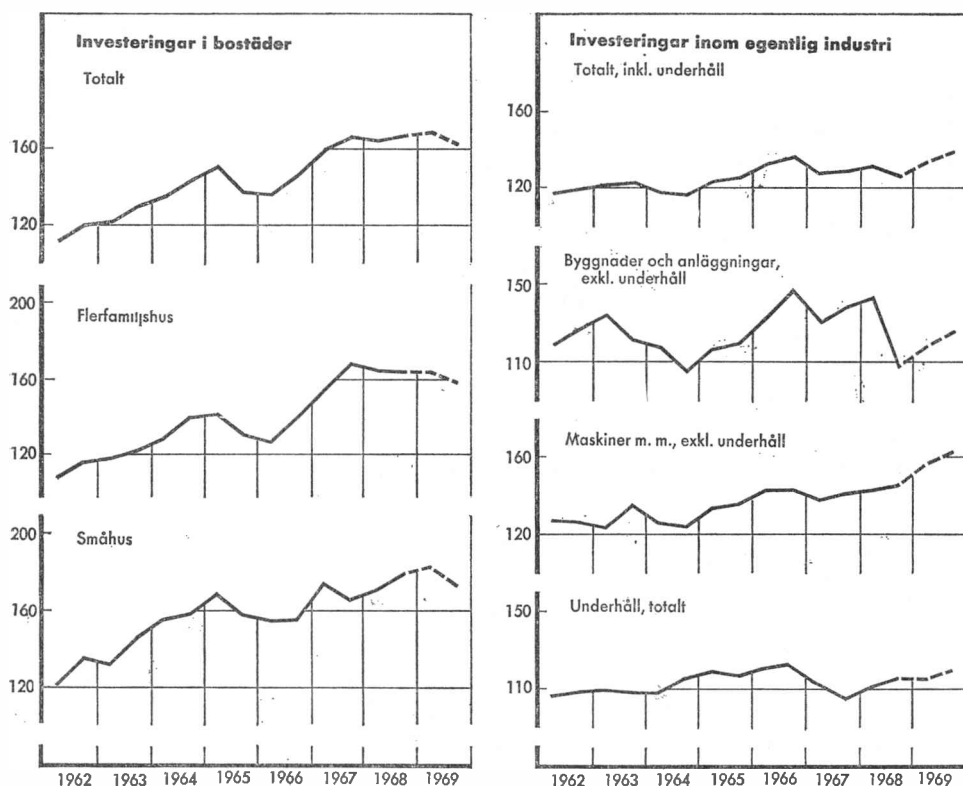 Investeringar i bostäder
Totalt
160
120
200
Flerfamiljshus
160
120
200
Småhus
160
120
1962 1963 1964 1965 1966 1967 1968 1969
Investeringar inom egentlig industri
Totalt, inkl. underhåll
160
120
Byggnader och anläggningar,
exkl. underhåll
150
110
Maskiner m. m., exkl. underhåll
160
120
Underhåll, totalt
150
110
1962 1963 1964 1965 1966 1967 1968 1969